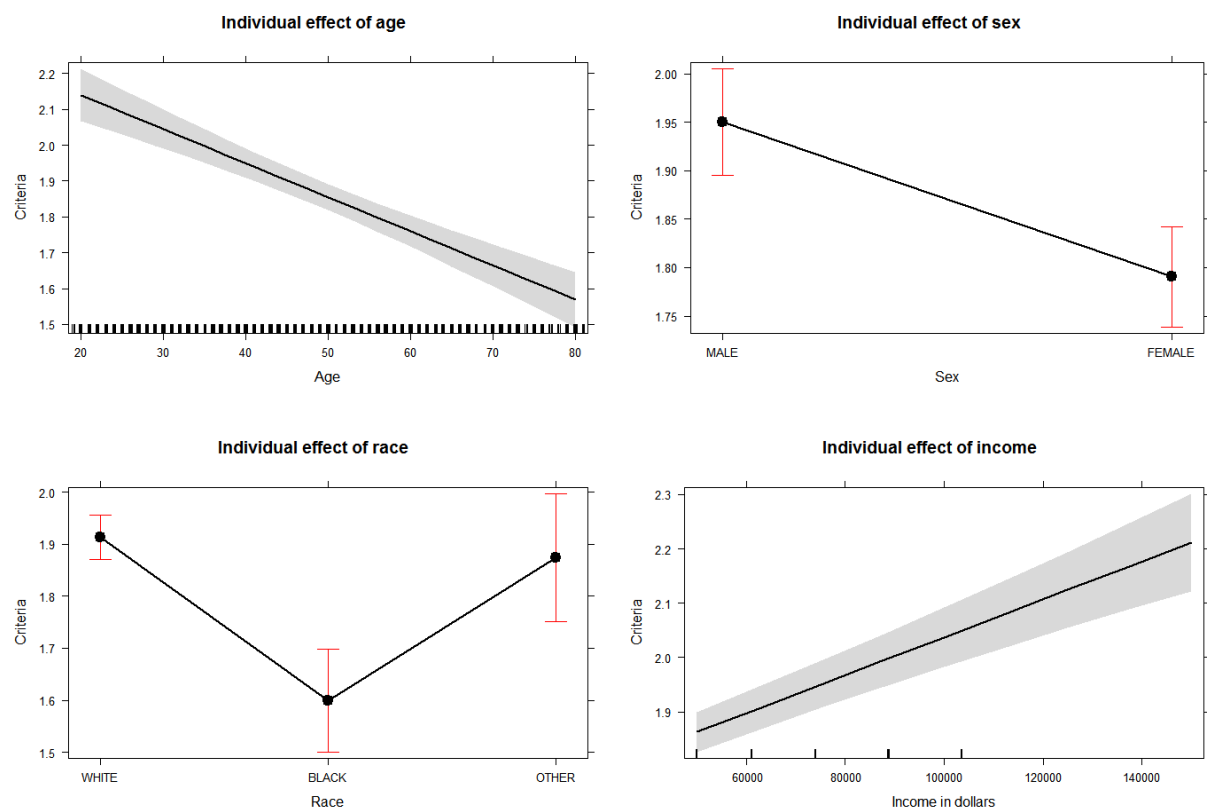 Individual effect of age
Criteria
2.2
2.1
2.0
1.9
1.8
1.7
1.6
1.5
20 30 40 50 60 70 80
Age
Individual effect of sex
Criteria
2.00
1.95
1.90
1.85
1.80
1.75
MALE FEMALE
Sex
Individual effect of race
Criteria
2.0
1.9
1.8
1.7
1.6
1.5
WHITE BLACK OTHER
Race
Individual effect of income
Criteria
2.3
2.2
2.1
2.0
1.9
60000 80000 100000 120000 140000
Income in dollars